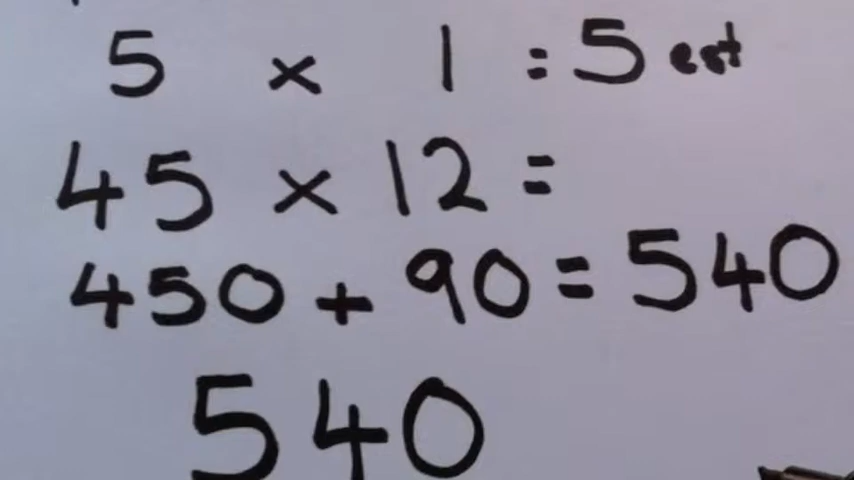 5 × 1 = 5 est
45 × 12 =
450 + 90 = 540
540